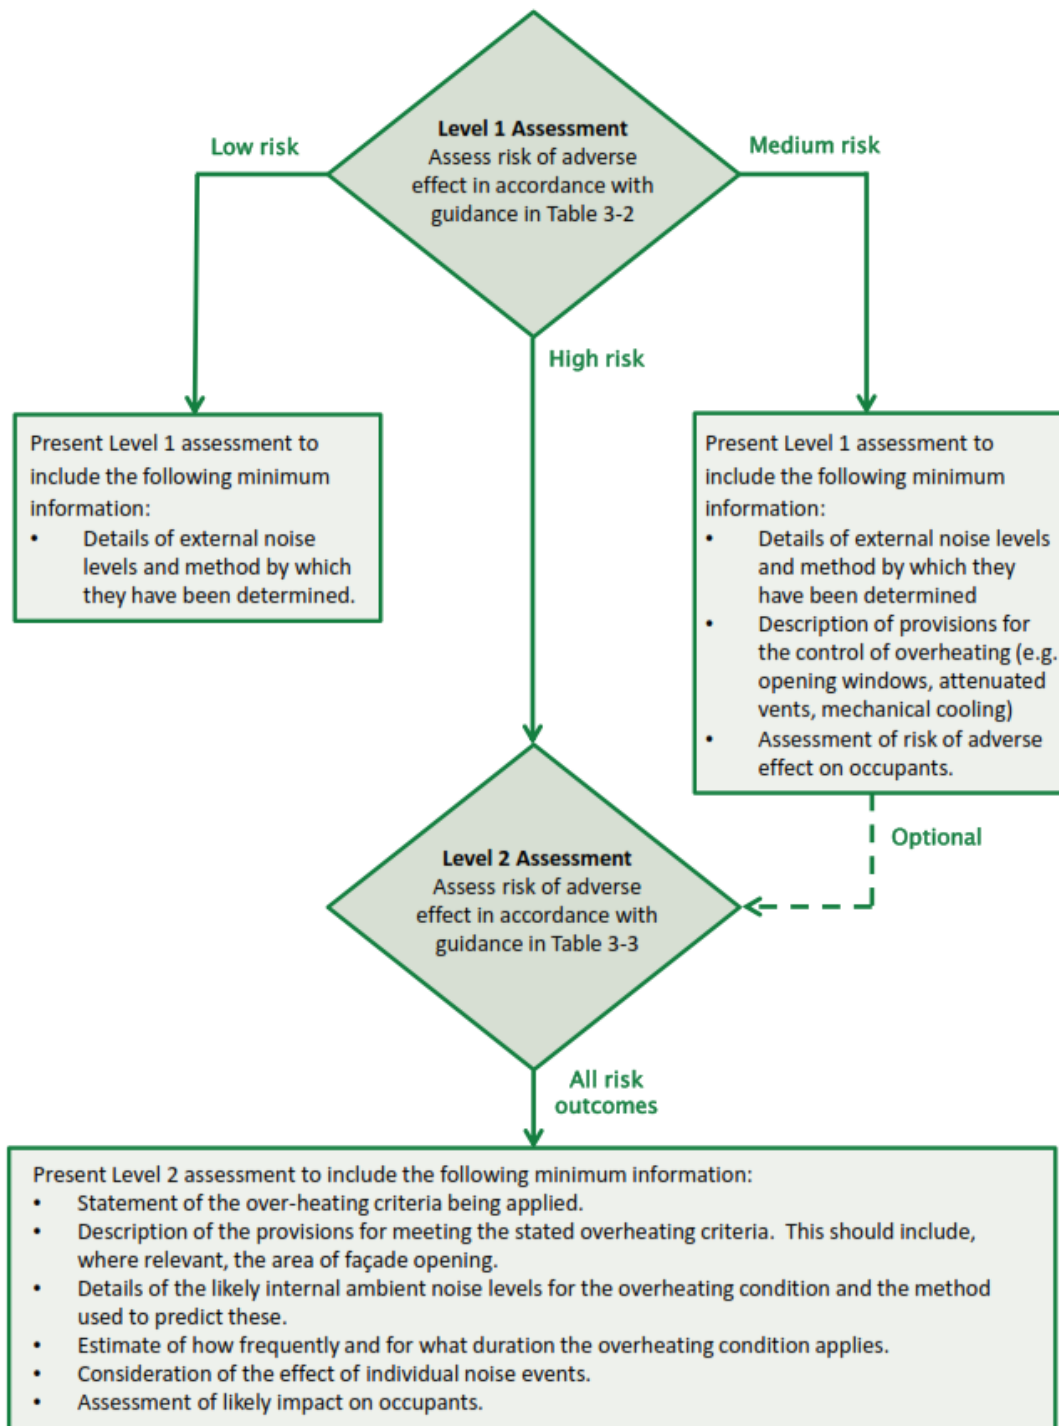 Level 1 Assessment
Assess risk of adverse
effect in accordance with
guidance in Table 3-2
Low risk
Medium risk
High risk
Present Level 1 assessment to
include the following minimum
information:
• Details of external noise
levels and method by which
they have been determined.
Present Level 1 assessment to
include the following minimum
information:
• Details of external noise levels
and method by which they
have been determined
• Description of provisions for
the control of overheating (e.g.
opening windows, attenuated
vents, mechanical cooling)
• Assessment of risk of adverse
effect on occupants.
Optional
Level 2 Assessment
Assess risk of adverse
effect in accordance with
guidance in Table 3-3
All risk
outcomes
Present Level 2 assessment to include the following minimum information:
• Statement of the over-heating criteria being applied.
• Description of the provisions for meeting the stated overheating criteria.  This should include,
where relevant, the area of façade opening.
• Details of the likely internal ambient noise levels for the overheating condition and the method
used to predict these.
• Estimate of how frequently and for what duration the overheating condition applies.
• Consideration of the effect of individual noise events.
• Assessment of likely impact on occupants.